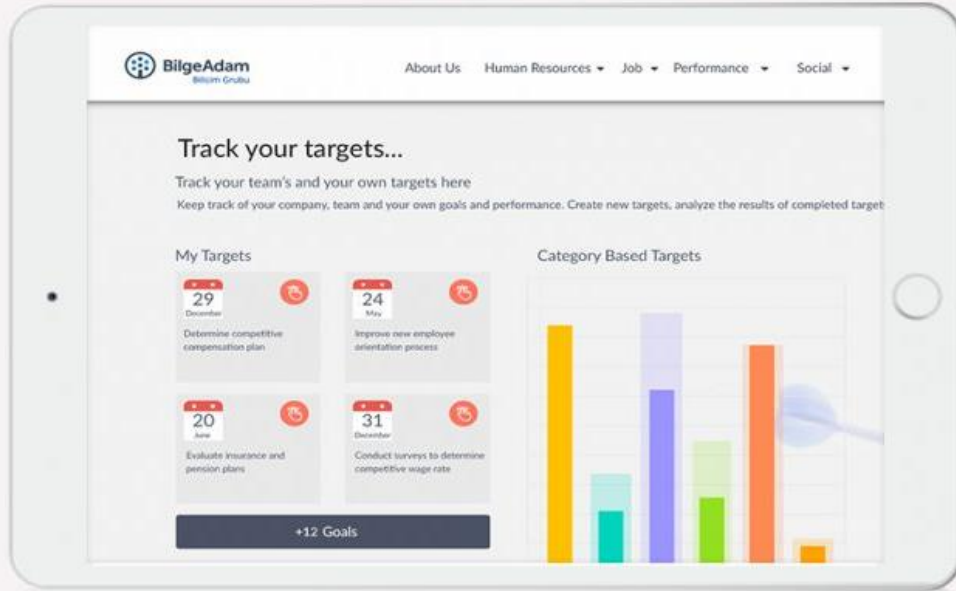 BilgeAdam
Bilişim Grubu
About Us Human Resources Job Performance Social
Track your targets...
Track your team's and your own targets here
Keep track of your company, team and your own goals and performance. Create new targets, analyze the results of completed target
My Targets
Category Based Targets
29
December
Determine competitive
compensation plan
24
May
Improve new employee
orientation process
20
June
Evaluate insurance and
pension plans
31
December
Conduct surveys to determine
competitive wage rate
+12 Goals